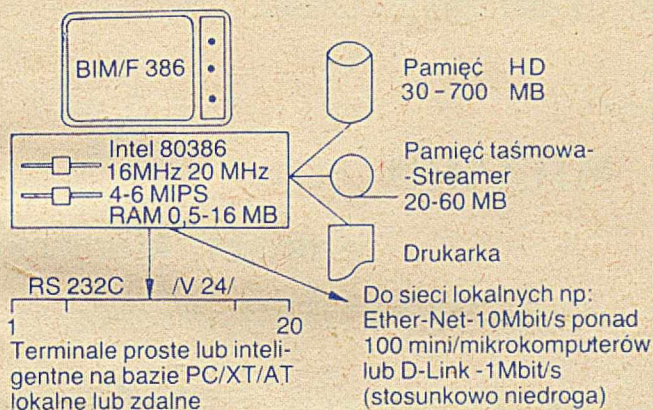 BIM/F 386
Intel 80386
16MHz 20 MHz
4-6 MIPS
RAM 0,5-16 MB
Pamięć HD
30-700 MB
Pamięć taśmowa-
-Streamer
20-60 MB
Drukarka
RS 232C /V 24/
1 20
Terminale proste lub inteli-
gentne na bazie PC/XT/AT
lokalne lub zdalne
Do sieci lokalnych np:
Ether-Net-10Mbit/s ponad
100 mini/mikrokomputerów
lub D-Link -1Mbit/s
(stosunkowo niedroga)